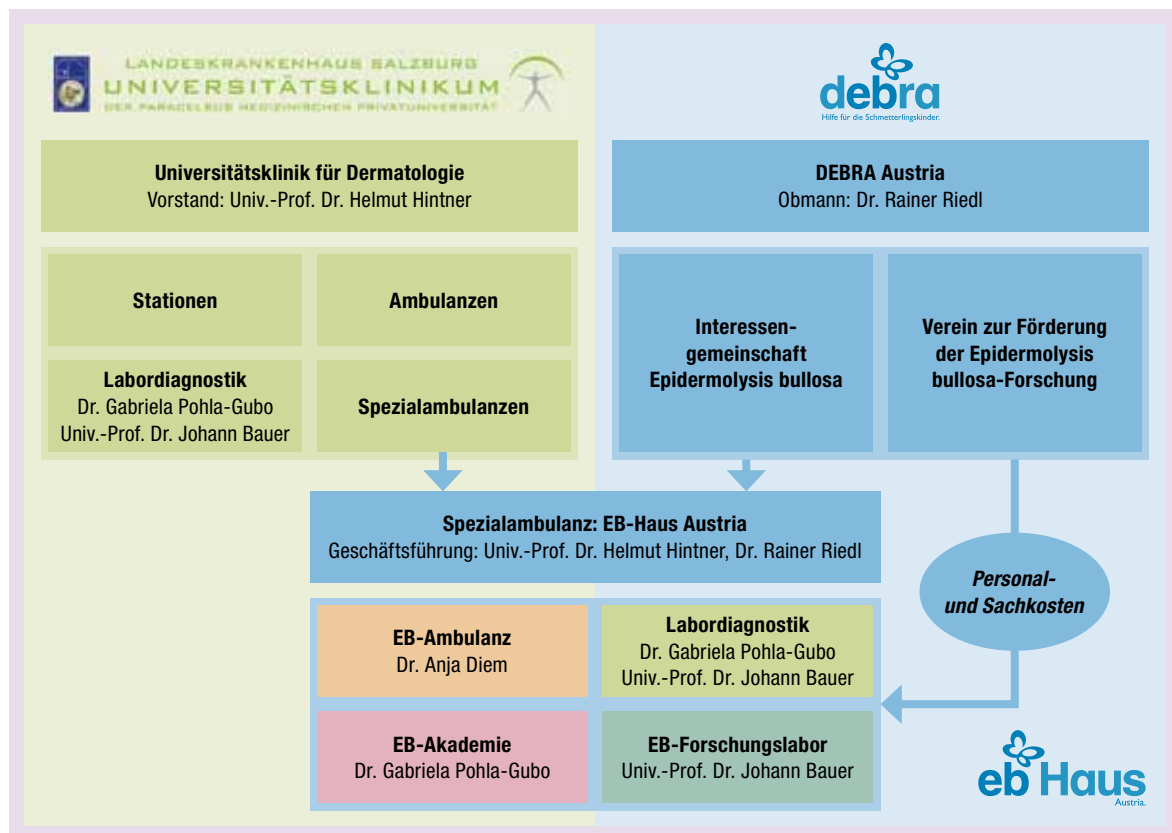 LANDESKRANKENHAUS SALZBURG
UNIVERSITÄTSKLINIKUM
DER PARACELSUS MEDIZINISCHEN PRIVATUNIVERSITÄT
debra
Hilfe für die Schmetterlingskinder.
Universitätsklinik für Dermatologie
Vorstand: Univ.-Prof. Dr. Helmut Hintner
DEBRA Austria
Obmann: Dr. Rainer Riedl
Stationen
Ambulanzen
Labordiagnostik
Dr. Gabriela Pohla-Gubo
Univ.-Prof. Dr. Johann Bauer
Spezialambulanzen
Interessen-
gemeinschaft
Epidermolysis bullosa
Verein zur Förderung
der Epidermolysis
bullosa-Forschung
Spezialambulanz: EB-Haus Austria
Geschäftsführung: Univ.-Prof. Dr. Helmut Hintner, Dr. Rainer Riedl
Personal-
und Sachkosten
EB-Ambulanz
Dr. Anja Diem
Labordiagnostik
Dr. Gabriela Pohla-Gubo
Univ.-Prof. Dr. Johann Bauer
EB-Akademie
Dr. Gabriela Pohla-Gubo
EB-Forschungslabor
Univ.-Prof. Dr. Johann Bauer
eb Haus
Austria.